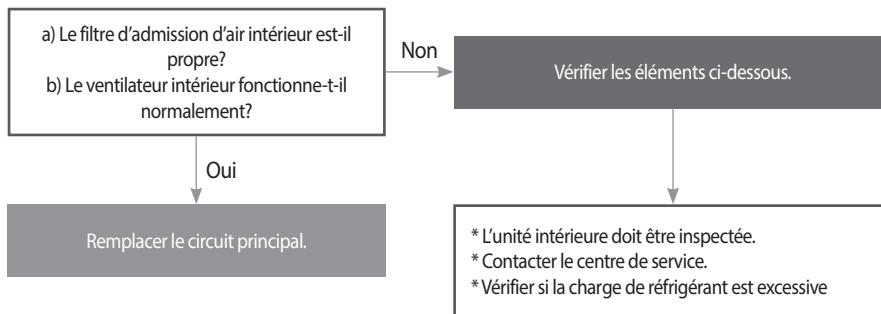 a) Le filtre d’admission d’air intérieur est-il
propre?
b) Le ventilateur intérieur fonctionne-t-il
normalement?
Non
Vérifier les éléments ci-dessous.
Oui
Remplacer le circuit principal.
* L’unité intérieure doit être inspectée.
* Contacter le centre de service.
* Vérifier si la charge de réfrigérant est excessive